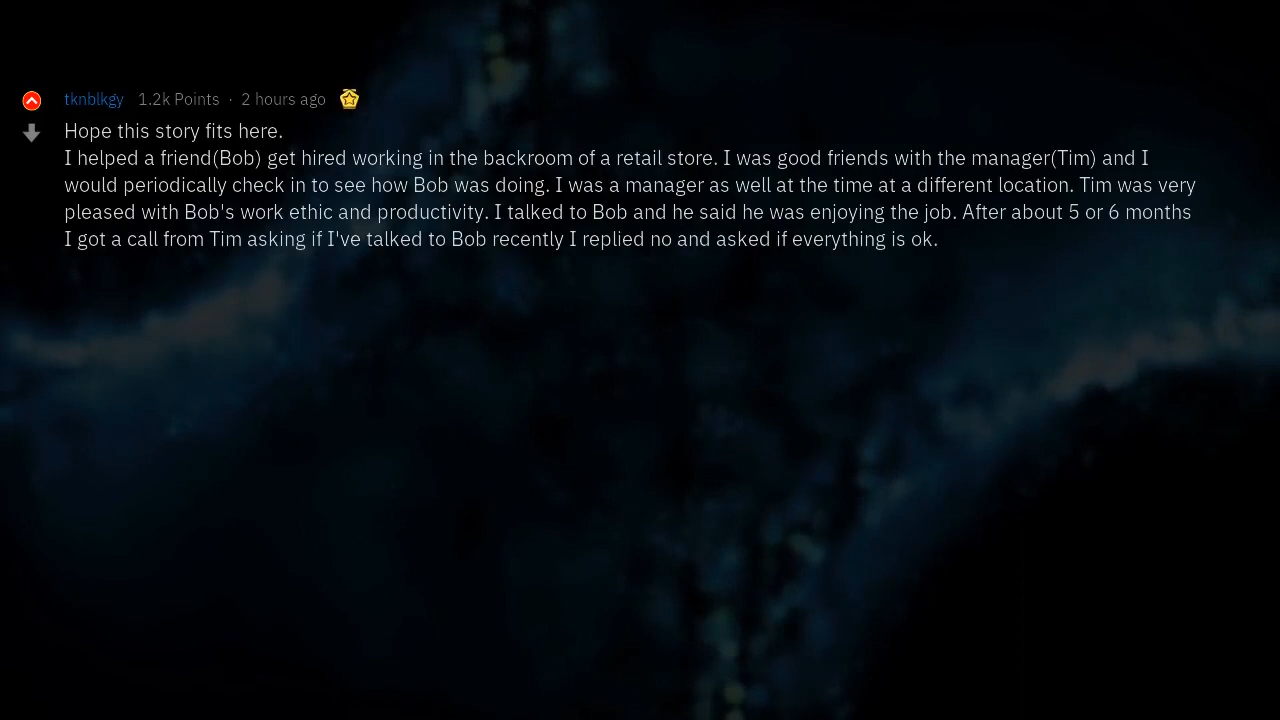 tknblkgy 1.2k Points · 2 hours ago
Hope this story fits here.
I helped a friend(Bob) get hired working in the backroom of a retail store. I was good friends with the manager(Tim) and I
would periodically check in to see how Bob was doing. I was a manager as well at the time at a different location. Tim was very
pleased with Bob's work ethic and productivity. I talked to Bob and he said he was enjoying the job. After about 5 or 6 months
I got a call from Tim asking if I've talked to Bob recently I replied no and asked if everything is ok.